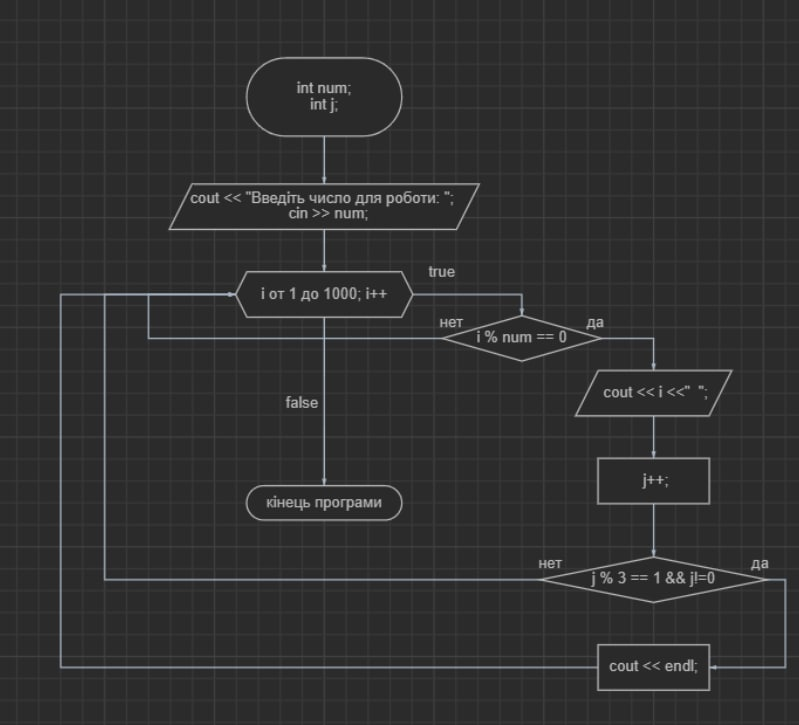 int num;
int j;
cout << "Введіть число для роботи: ";
cin >> num;
true
i от 1 до 1000; i++
нет
да
i % num == 0
cout << i <<"  ";
false
j++;
кінець програми
нет
да
j % 3 == 1 && j!=0
cout << endl;